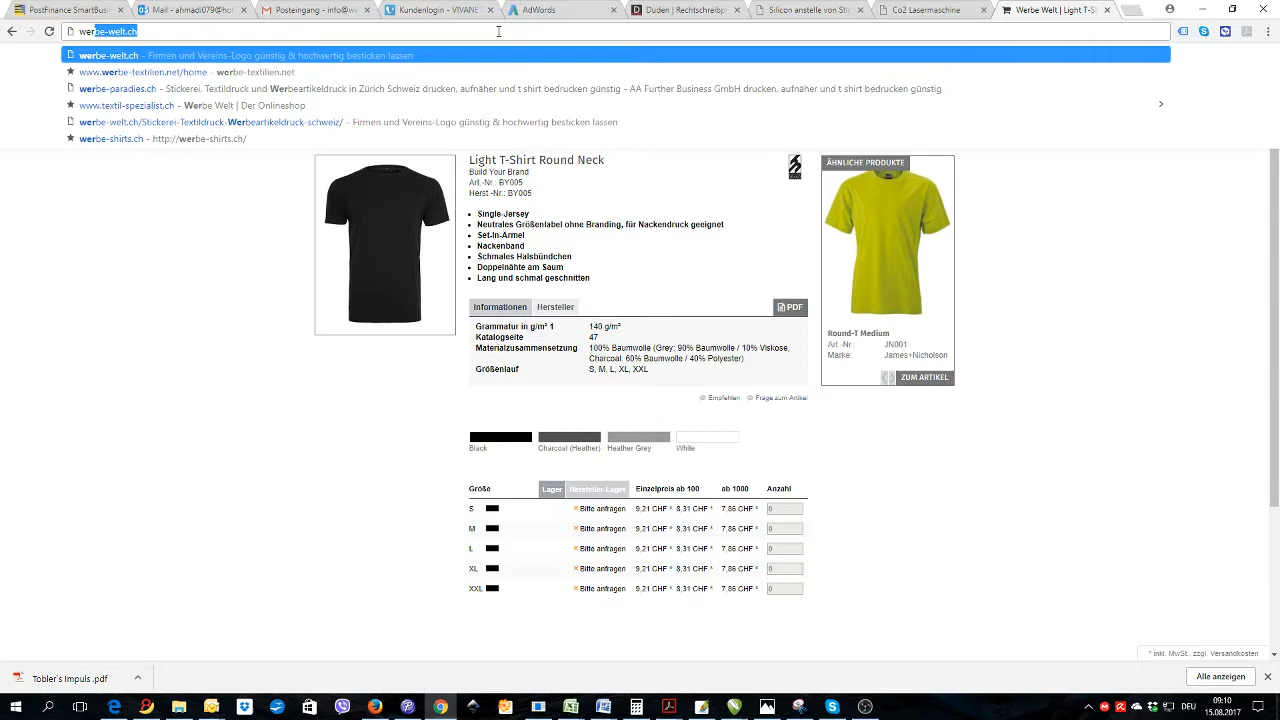 PostFinance SmartBusi
Mail - ahmadi079@ho
Posteingang - info@we
Kundenlogin - VIVANE
AdWords
Duden | Rechtschreibp
Silicon anstelle von Sü
Co2 Lasermachine
Werbe Welt | Light T-S
werbe-welt.ch
werbe-welt.ch - Firmen und Vereins-Logo günstig & hochwertig besticken lassen
www.werbe-textilien.net/home - werbe-textilien.net
werbe-paradies.ch - Stickerei, Textildruck und Werbeartikeldruck in Zürich Schweiz drucken, aufnäher und t shirt bedrucken günstig - AA Further Business GmbH drucken, aufnäher und t shirt bedrucken günstig
www.textil-spezialist.ch - Werbe Welt | Der Onlineshop
werbe-welt.ch/Stickerei-Textildruck-Werbeartikeldruck-schweiz/ - Firmen und Vereins-Logo günstig & hochwertig besticken lassen
werbe-shirts.ch - http://werbe-shirts.ch/
Light T-Shirt Round Neck
Build Your Brand
Art.-Nr.: BY005
Herst.-Nr.: BY005
Single-Jersey
Neutrales Größenlabel ohne Branding, für Nackendruck geeignet
Set-In-Ärmel
Nackenband
Schmales Halsbündchen
Doppelnähte am Saum
Lang und schmal geschnitten
Informationen Hersteller PDF
Grammatur in g/m² 1 140 g/m²
Katalogseite 47
Materialzusammensetzung 100% Baumwolle (Grey: 90% Baumwolle / 10% Viskose,
Charcoal: 60% Baumwolle / 40% Polyester)
Größenlauf S, M, L, XL, XXL
Empfehlen Frage zum Artikel
ÄHNLICHE PRODUKTE
Round-T Medium
Art.-Nr.: JN001
Marke: James+Nicholson
ZUM ARTIKEL
Black Charcoal (Heather) Heather Grey White
Größe Lager Hersteller-Lager Einzelpreis ab 100 ab 1000 Anzahl
S Bitte anfragen 9,21 CHF * 8,31 CHF * 7,86 CHF * 0
M Bitte anfragen 9,21 CHF * 8,31 CHF * 7,86 CHF * 0
L Bitte anfragen 9,21 CHF * 8,31 CHF * 7,86 CHF * 0
XL Bitte anfragen 9,21 CHF * 8,31 CHF * 7,86 CHF * 0
XXL Bitte anfragen 9,21 CHF * 8,31 CHF * 7,86 CHF * 0
* inkl. MwSt., zzgl. Versandkosten
Tobler's Impuls.pdf
Alle anzeigen
09:10
15.08.2017